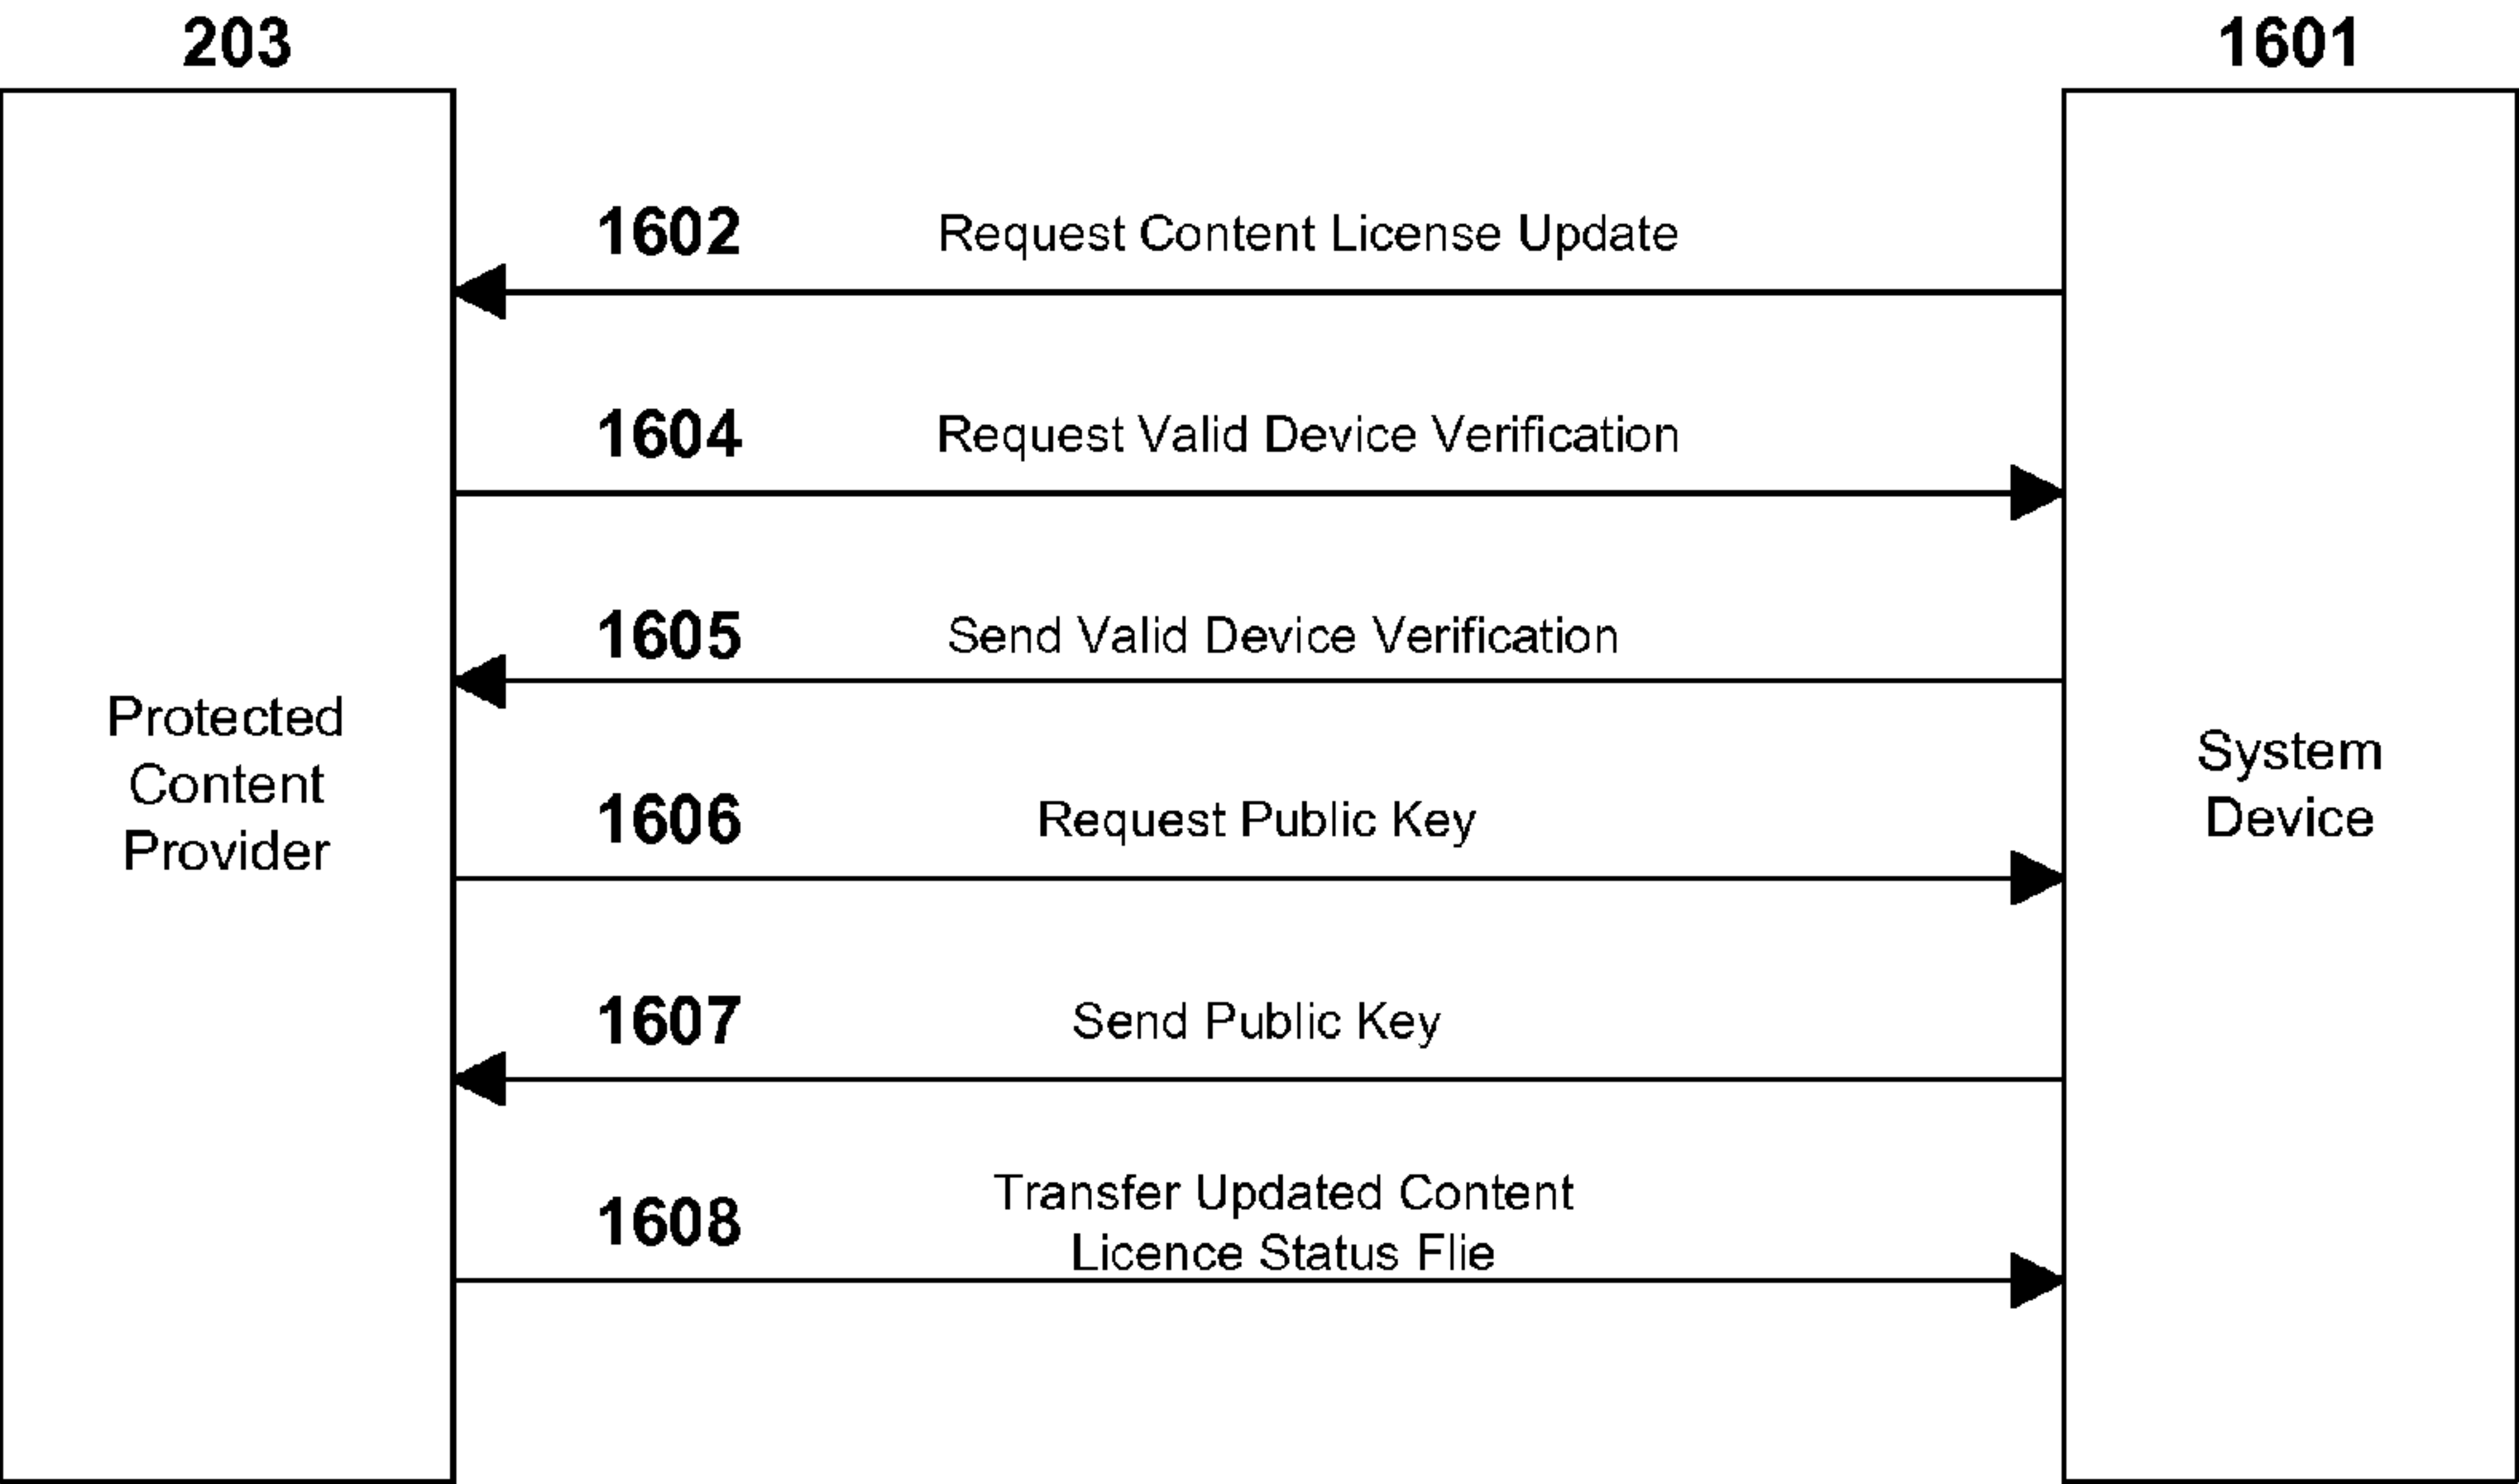 203
1601
1602 Request Content License Update
1604 Request Valid Device Verification
1605 Send Valid Device Verification
Protected
Content
Provider
System
Device
1606 Request Public Key
1607 Send Public Key
1608 Transfer Updated Content
Licence Status Flie